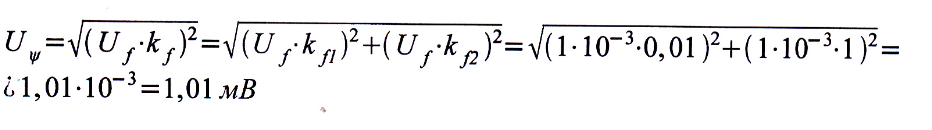 U_ψ=√(U_f·k_f)²=√(U_f·k_f1)²+(U_f·k_f2)²=√(1·10⁻³·0,01)²+(1·10⁻³·1)²=
¿1,01·10⁻³=1,01 мВ